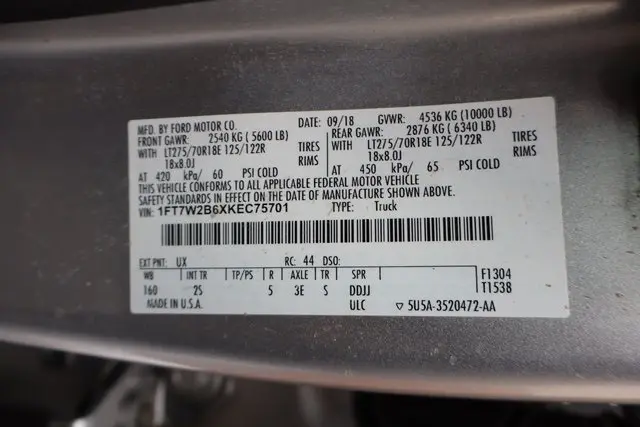 MFD. BY FORD MOTOR CO. DATE: 09/18 GVWR: 4536 KG (10000 LB)
FRONT GAWR: 2540 KG ( 5600 LB) REAR GAWR: 2876 KG ( 6340 LB)
WITH LT275/70R18E 125/122R TIRES WITH LT275/70R18E 125/122R TIRES
18x8.0J RIMS 18x8.0J RIMS
AT 420 kPa/ 60 PSI COLD AT 450 kPa/ 65 PSI COLD
THIS VEHICLE CONFORMS TO ALL APPLICABLE FEDERAL MOTOR VEHICLE
SAFETY STANDARDS IN EFFECT ON THE DATE OF MANUFACTURE SHOWN ABOVE.
VIN: 1FT7W2B6XKEC75701 TYPE: Truck
EXT PNT: UX RC: 44 DSO:
WB INT TR TP/PS R AXLE TR SPR F1304
160 2S 5 3E S DDJJ T1538
MADE IN U.S.A. ULC ▽ 5U5A-3520472-AA